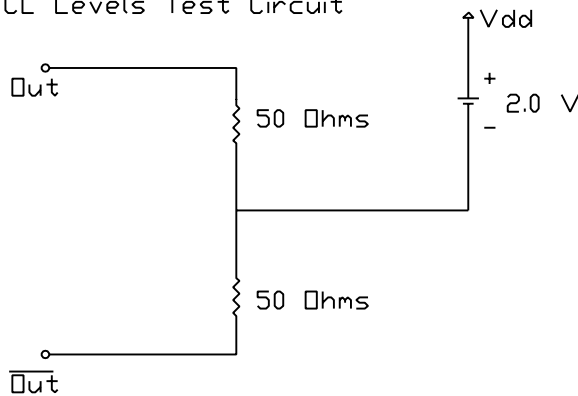 CL Levels Test Circuit
Vdd
Out
+
50 Ohms
2.0 V
−
50 Ohms
Out